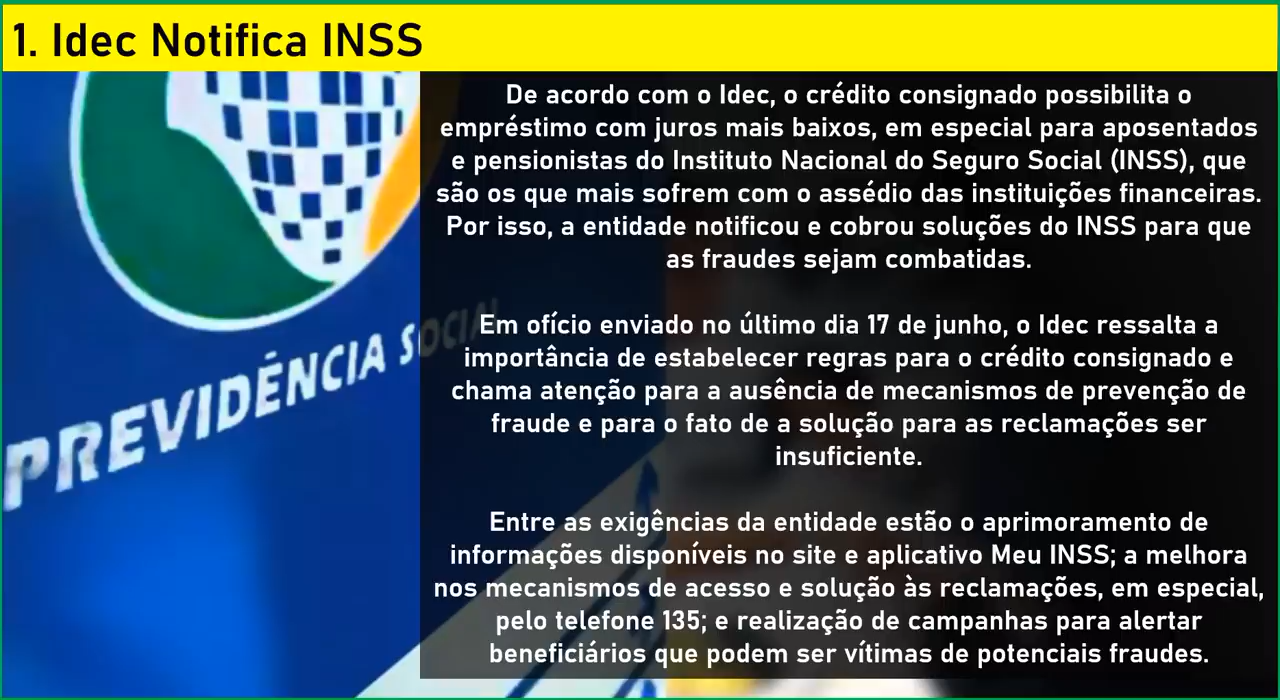 1. Idec Notifica INSS
De acordo com o Idec, o crédito consignado possibilita o
empréstimo com juros mais baixos, em especial para aposentados
e pensionistas do Instituto Nacional do Seguro Social (INSS), que
são os que mais sofrem com o assédio das instituições financeiras.
Por isso, a entidade notificou e cobrou soluções do INSS para que
as fraudes sejam combatidas.
Em ofício enviado no último dia 17 de junho, o Idec ressalta a
importância de estabelecer regras para o crédito consignado e
chama atenção para a ausência de mecanismos de prevenção de
fraude e para o fato de a solução para as reclamações ser
insuficiente.
Entre as exigências da entidade estão o aprimoramento de
informações disponíveis no site e aplicativo Meu INSS; a melhora
nos mecanismos de acesso e solução às reclamações, em especial,
pelo telefone 135; e realização de campanhas para alertar
beneficiários que podem ser vítimas de potenciais fraudes.
PREVIDÊNCIA SOCIAL